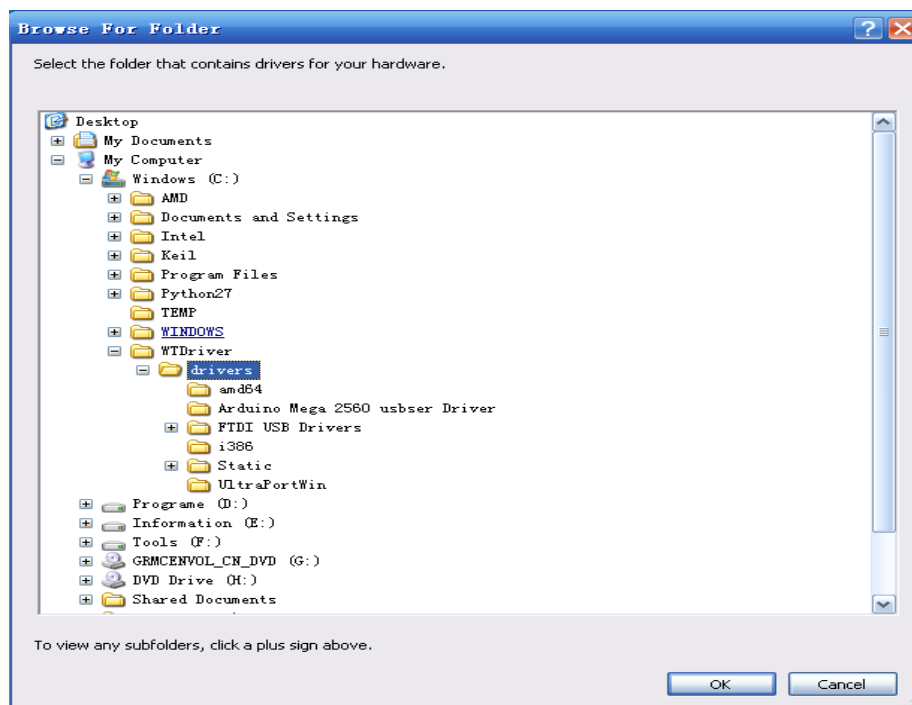 Browse For Folder
Select the folder that contains drivers for your hardware.
Desktop
My Documents
My Computer
Windows (C:)
AMD
Documents and Settings
Intel
Keil
Program Files
Python27
TEMP
WINDOWS
WTDriver
drivers
amd64
Arduino Mega 2560 usbser Driver
FTDI USB Drivers
i386
Static
UltraPortWin
Programe (D:)
Information (E:)
Tools (F:)
GRMCENVOL_CN_DVD (G:)
DVD Drive (H:)
Shared Documents
To view any subfolders, click a plus sign above.
OK Cancel